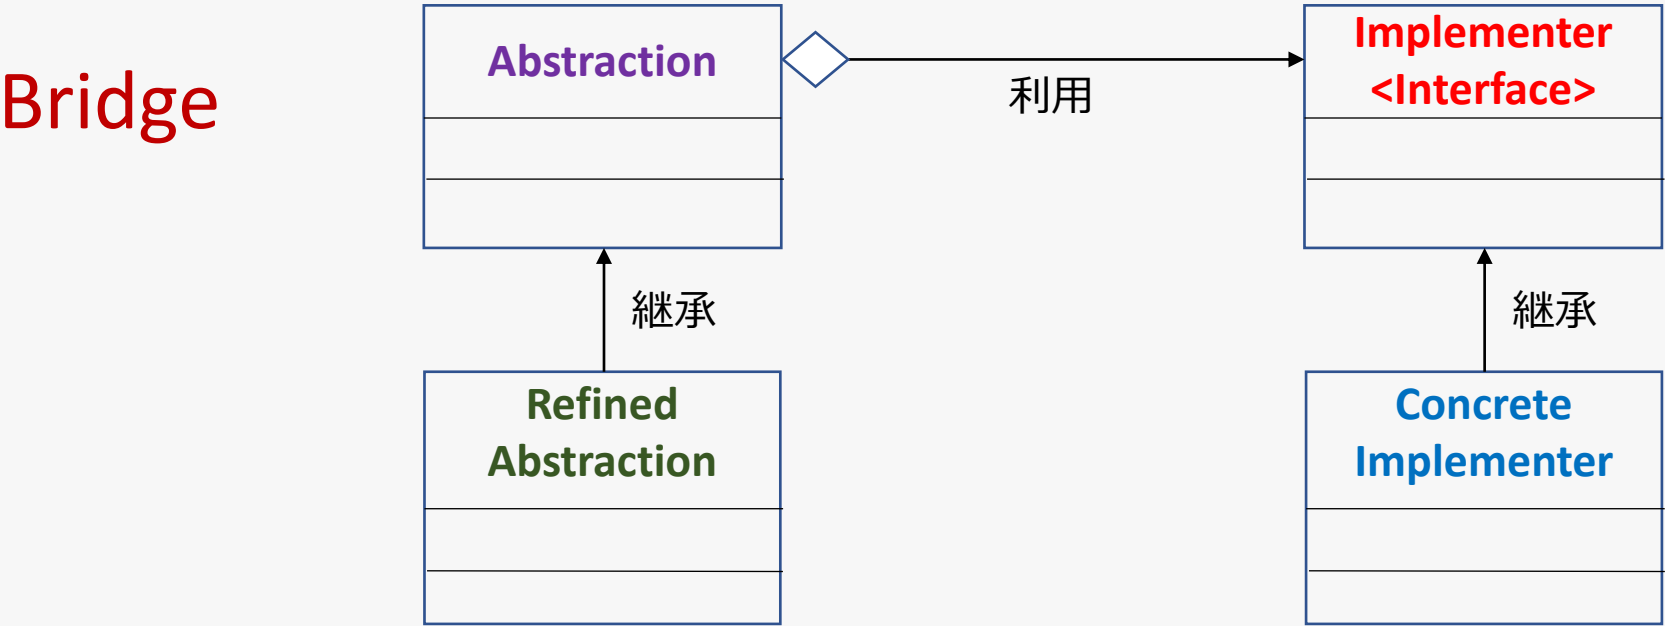 Bridge
Abstraction
利用
Implementer
<Interface>
継承
継承
Refined
Abstraction
Concrete
Implementer